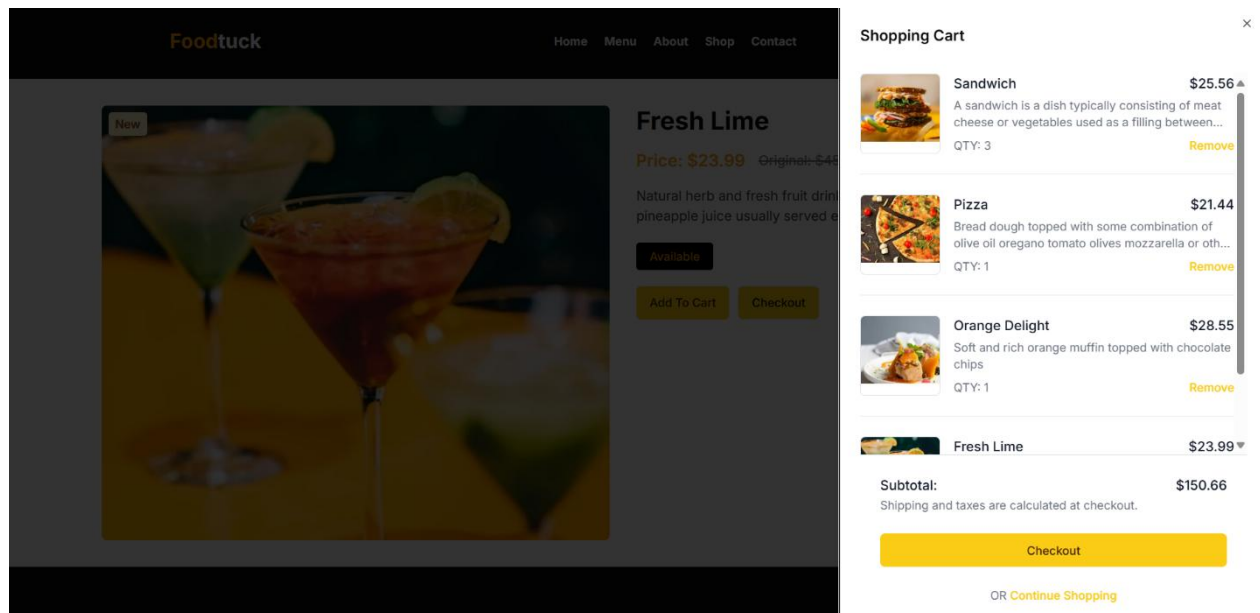 Foodtuck
Home Menu About Shop Contact
New
Fresh Lime
Price: $23.99 Original: $45
Natural herb and fresh fruit drin
pineapple juice usually served e
Available
Add To Cart Checkout
Shopping Cart
×
Sandwich $25.56
A sandwich is a dish typically consisting of meat
cheese or vegetables used as a filling between...
QTY: 3 Remove
Pizza $21.44
Bread dough topped with some combination of
olive oil oregano tomato olives mozzarella or oth...
QTY: 1 Remove
Orange Delight $28.55
Soft and rich orange muffin topped with chocolate
chips
QTY: 1 Remove
Fresh Lime $23.99
Subtotal: $150.66
Shipping and taxes are calculated at checkout.
Checkout
OR Continue Shopping